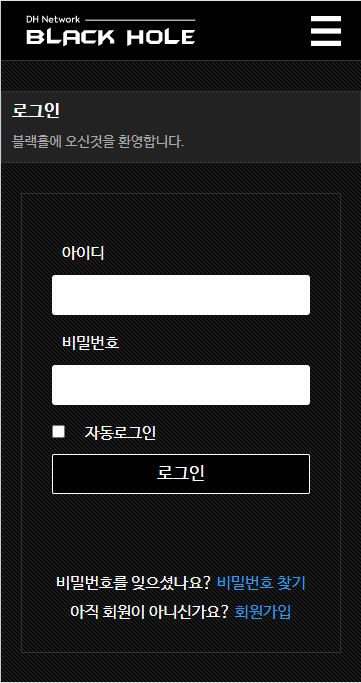 DH Network
BLACK HOLE
로그인
블랙홀에 오신것을 환영합니다.
아이디
비밀번호
자동로그인
로그인
비밀번호를 잊으셨나요? 비밀번호 찾기
아직 회원이 아니신가요? 회원가입